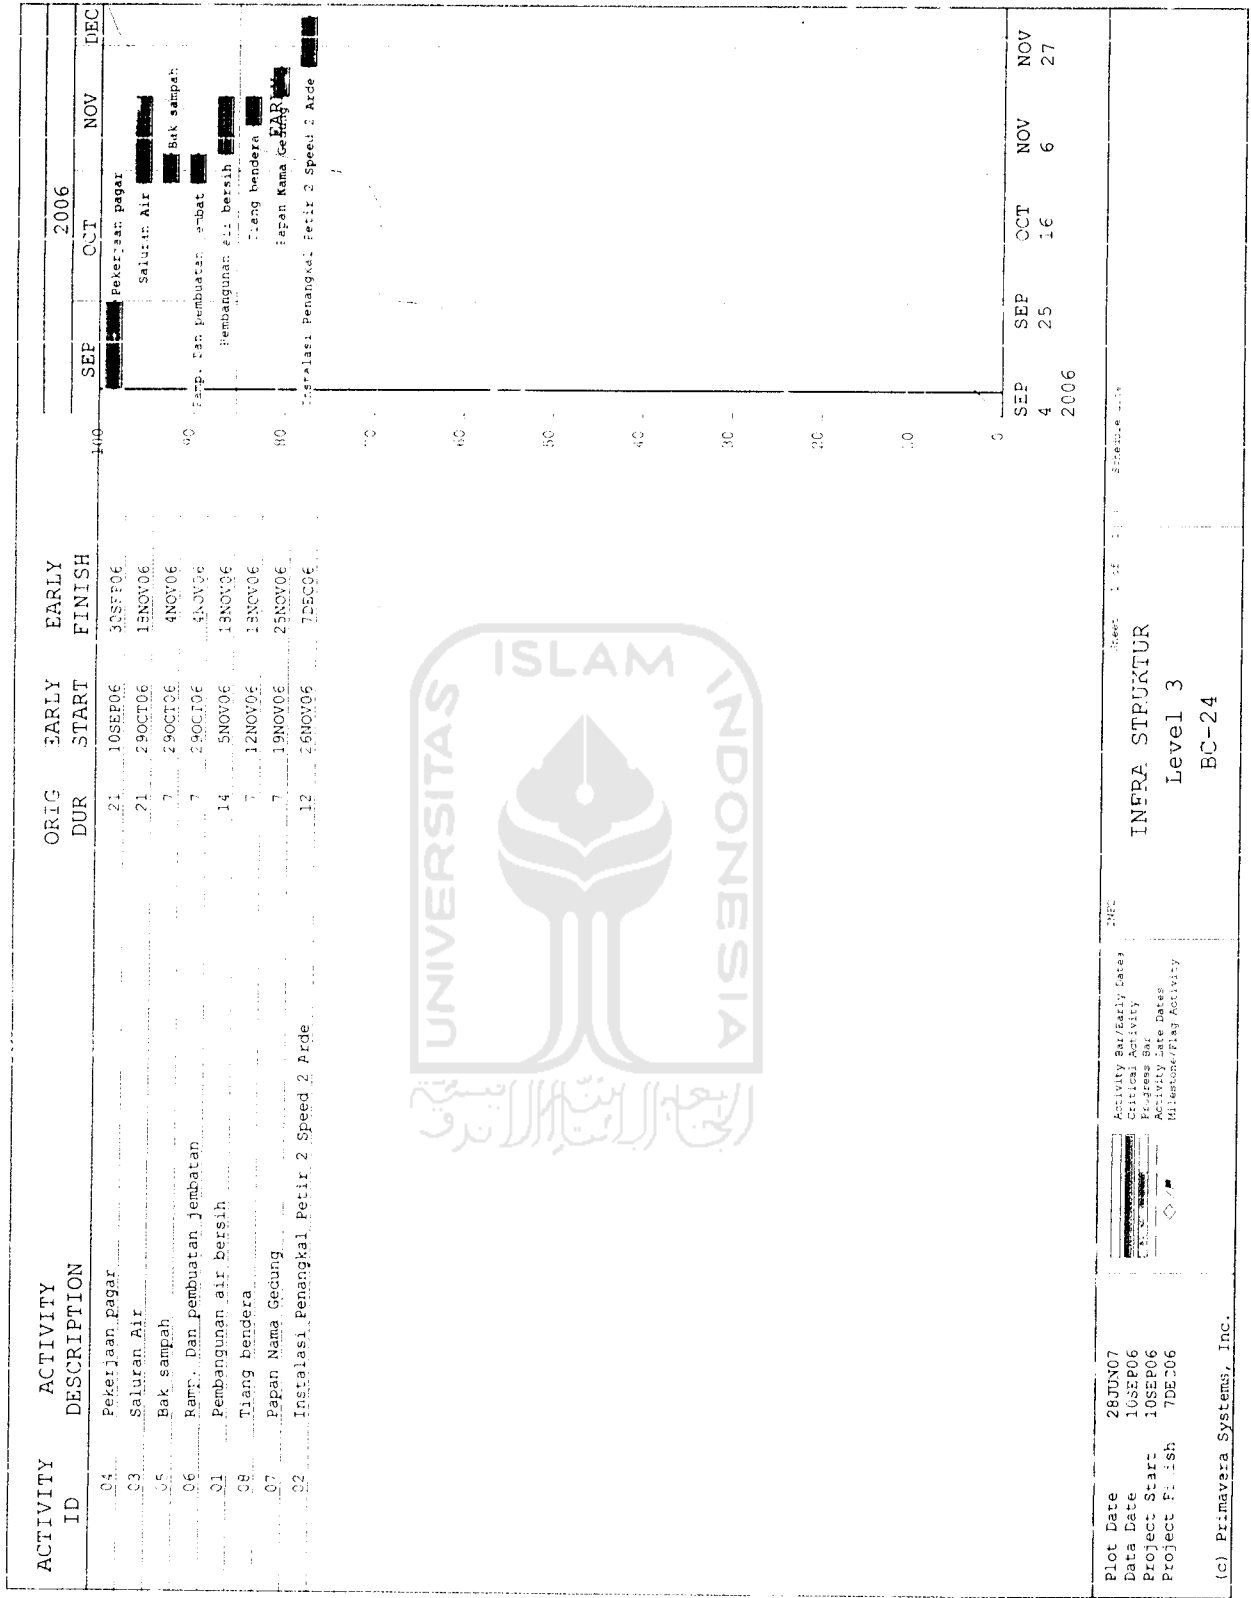 ACTIVITY ID ACTIVITY DESCRIPTION ORIG DUR EARLY START EARLY FINISH
2006
SEP OCT NOV DEC
04 Pekerjaan pagar 21 10SEP06 30SEP06
03 Saluran Air 21 29OCT06 18NOV06
05 Bak sampah 7 29OCT06 4NOV06
06 Ramp. Dan pembuatan jembatan 7 29OCT06 4NOV06
01 Pembangunan air bersih 14 5NOV06 18NOV06
08 Tiang bendera 7 12NOV06 18NOV06
07 Papan Nama Gedung 7 19NOV06 25NOV06
02 Instalasi Penangkal Petir 2 Speed 2 Arde 12 26NOV06 7DEC06
Pekerjaan pagar
Saluran Air
Bak sampah
Pembangunan air bersih
Tiang bendera
Papan Nama Gedung
EARLY
Instalasi Penangkal Petir 2 Speed 2 Arde
100
90
80
70
60
50
40
30
20
10
0
SEP 4 2006
SEP 25
OCT 16
NOV 6
NOV 27
UNIVERSITAS ISLAM INDONESIA
Plot Date 28JUN07
Data Date 10SEP06
Project Start 10SEP06
Project Finish 7DEC06
(c) Primavera Systems, Inc.
Activity Bar/Early Dates
Critical Activity
Progress Bar
Activity Late Dates
Milestone/Flag Activity
INFRA STRUKTUR
Level 3
BC-24